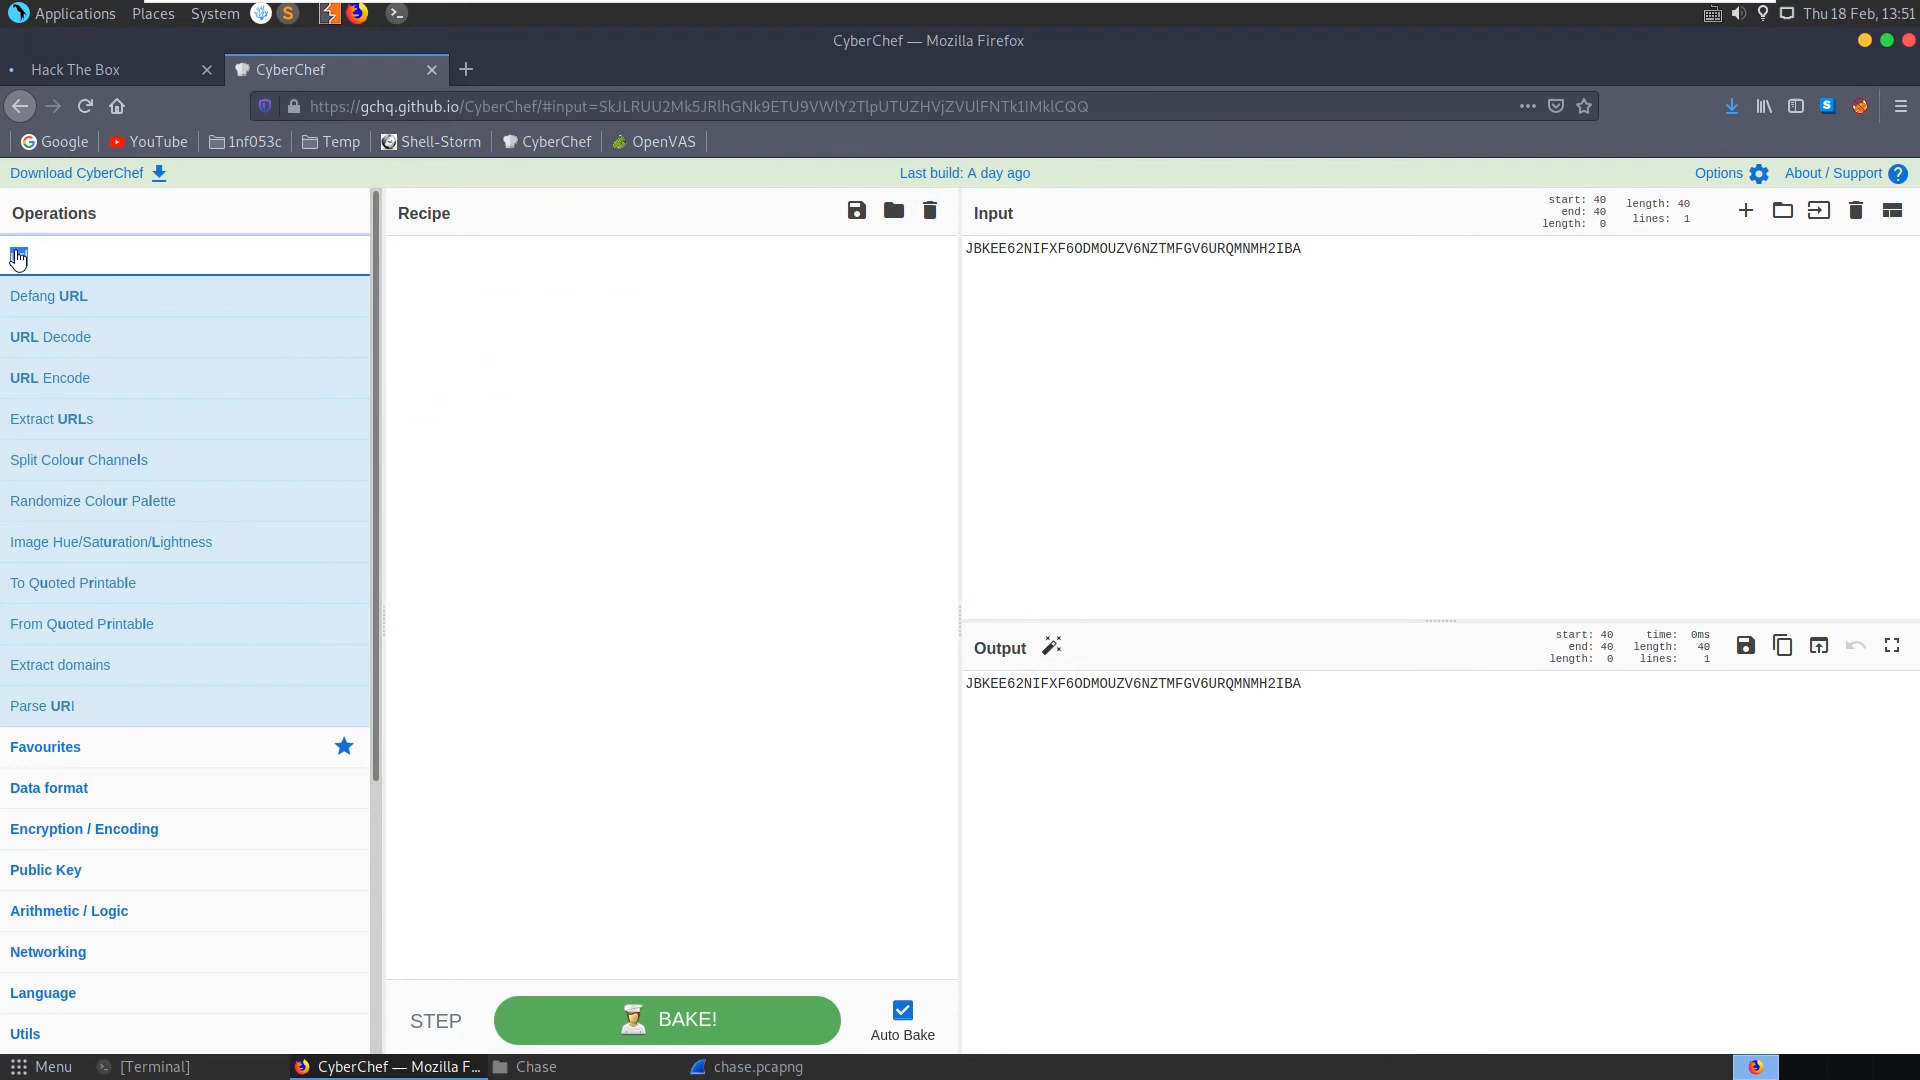 Applications Places System Thu 18 Feb, 13:51
CyberChef — Mozilla Firefox
Hack The Box CyberChef
https://gchq.github.io/CyberChef/#input=SkJLRUU2Mk5JRlhGNk9ETU9VWlY2TlpUTUZHVjZVUlFNTk1IMklCQQ
Google YouTube 1nf053c Temp Shell-Storm CyberChef OpenVAS
Download CyberChef Last build: A day ago Options About / Support
Operations
Defang URL
URL Decode
URL Encode
Extract URLs
Split Colour Channels
Randomize Colour Palette
Image Hue/Saturation/Lightness
To Quoted Printable
From Quoted Printable
Extract domains
Parse URI
Favourites
Data format
Encryption / Encoding
Public Key
Arithmetic / Logic
Networking
Language
Utils
Recipe
STEP BAKE! Auto Bake
Input
start: 40
end: 40
length: 0
length: 40
lines: 1
JBKEE62NIFXF6ODMOUZV6NZTMFGV6URQMNMH2IBA
Output
start: 40
end: 40
length: 0
time: 0ms
length: 40
lines: 1
JBKEE62NIFXF6ODMOUZV6NZTMFGV6URQMNMH2IBA
Menu [Terminal] CyberChef — Mozilla F... Chase chase.pcapng